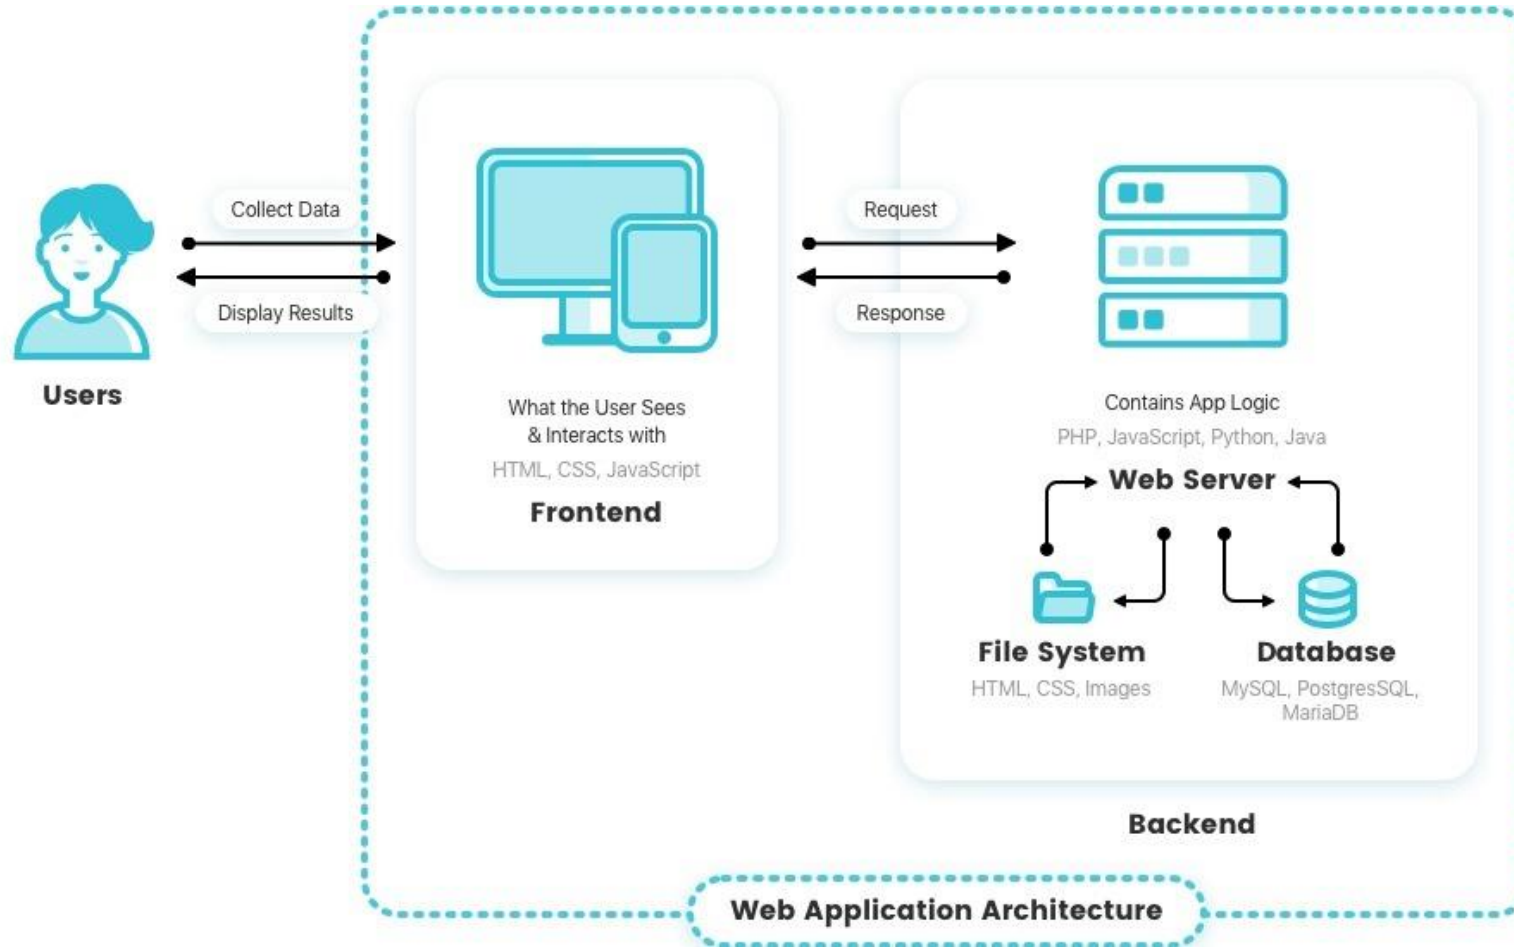 Collect Data
Display Results
Users
What the User Sees
& Interacts with
HTML, CSS, JavaScript
Frontend
Request
Response
Contains App Logic
PHP, JavaScript, Python, Java
Web Server
File System
HTML, CSS, Images
Database
MySQL, PostgresSQL,
MariaDB
Backend
Web Application Architecture